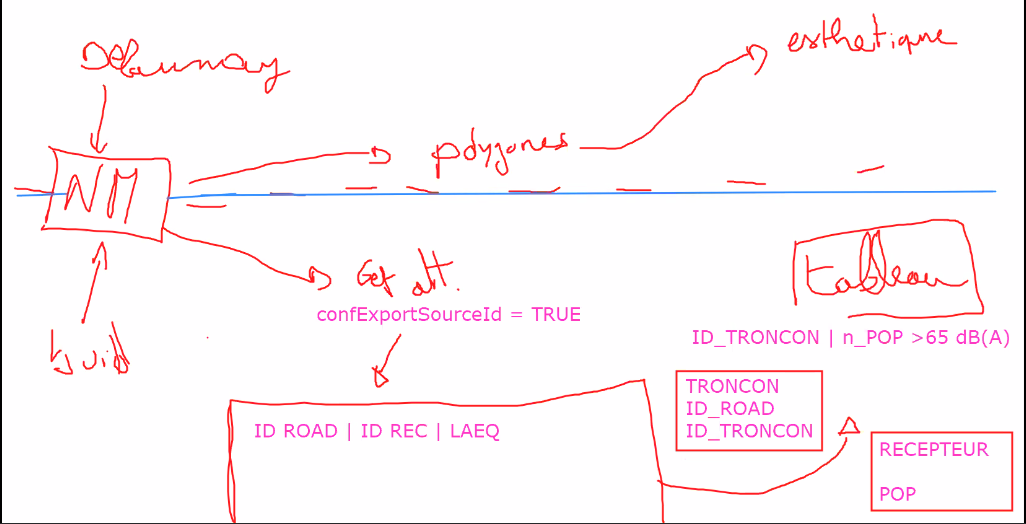 esthetique
Delaunay
polygones
NM
Get att.
tableau
confExportSourceId = TRUE
ID_TRONCON | n_POP >65 dB(A)
TRONCON
ID_ROAD
ID_TRONCON
ID ROAD | ID REC | LAEQ
RECEPTEUR
POP